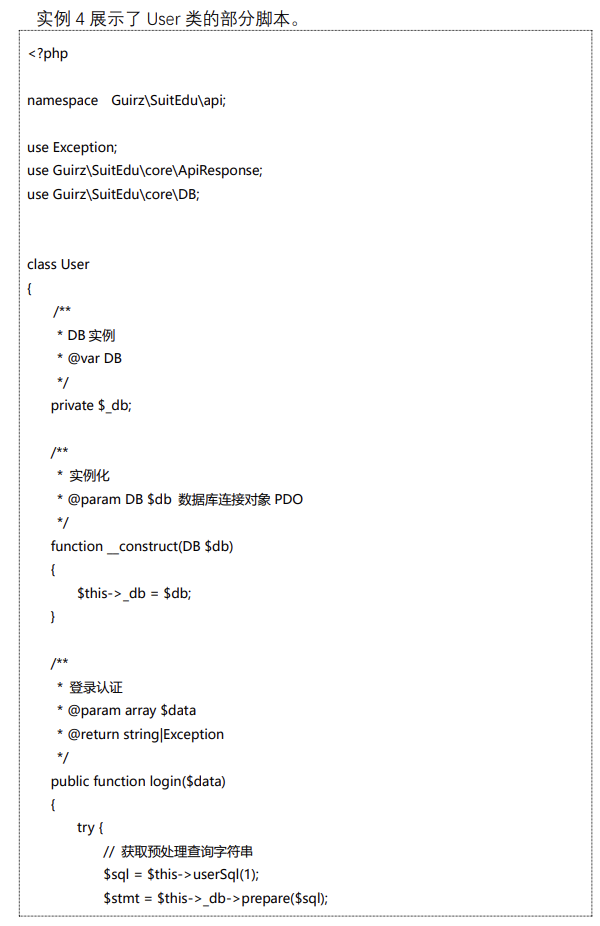 实例 4 展示了 User 类的部分脚本。
<?php
namespace Guirz\SuitEdu\api;
use Exception;
use Guirz\SuitEdu\core\ApiResponse;
use Guirz\SuitEdu\core\DB;
class User
{
/**
* DB 实例
* @var DB
*/
private $_db;
/**
* 实例化
* @param DB $db 数据库连接对象 PDO
*/
function __construct(DB $db)
{
$this->_db = $db;
}
/**
* 登录认证
* @param array $data
* @return string|Exception
*/
public function login($data)
{
try {
// 获取预处理查询字符串
$sql = $this->userSql(1);
$stmt = $this->_db->prepare($sql);